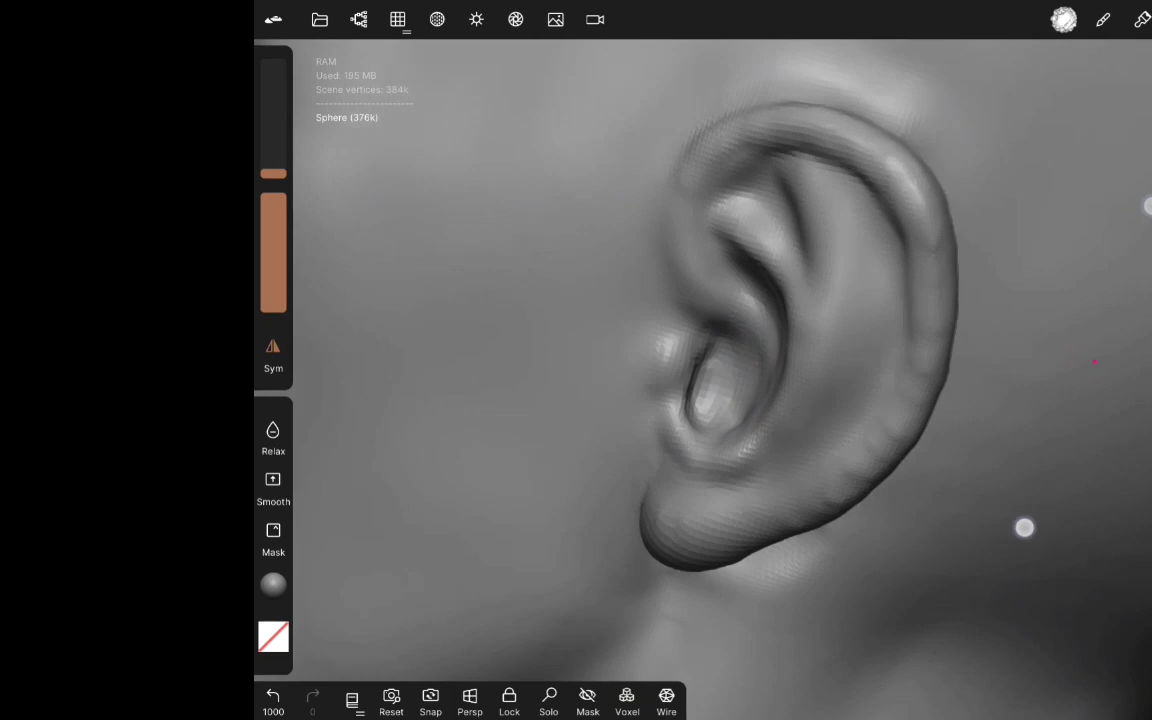 RAM
Used: 195 MB
Scene vertices: 384k
------------------------
Sphere (376k)
Sym
Relax
Smooth
Mask
1000
0
Reset
Snap
Persp
Lock
Solo
Mask
Voxel
Wire